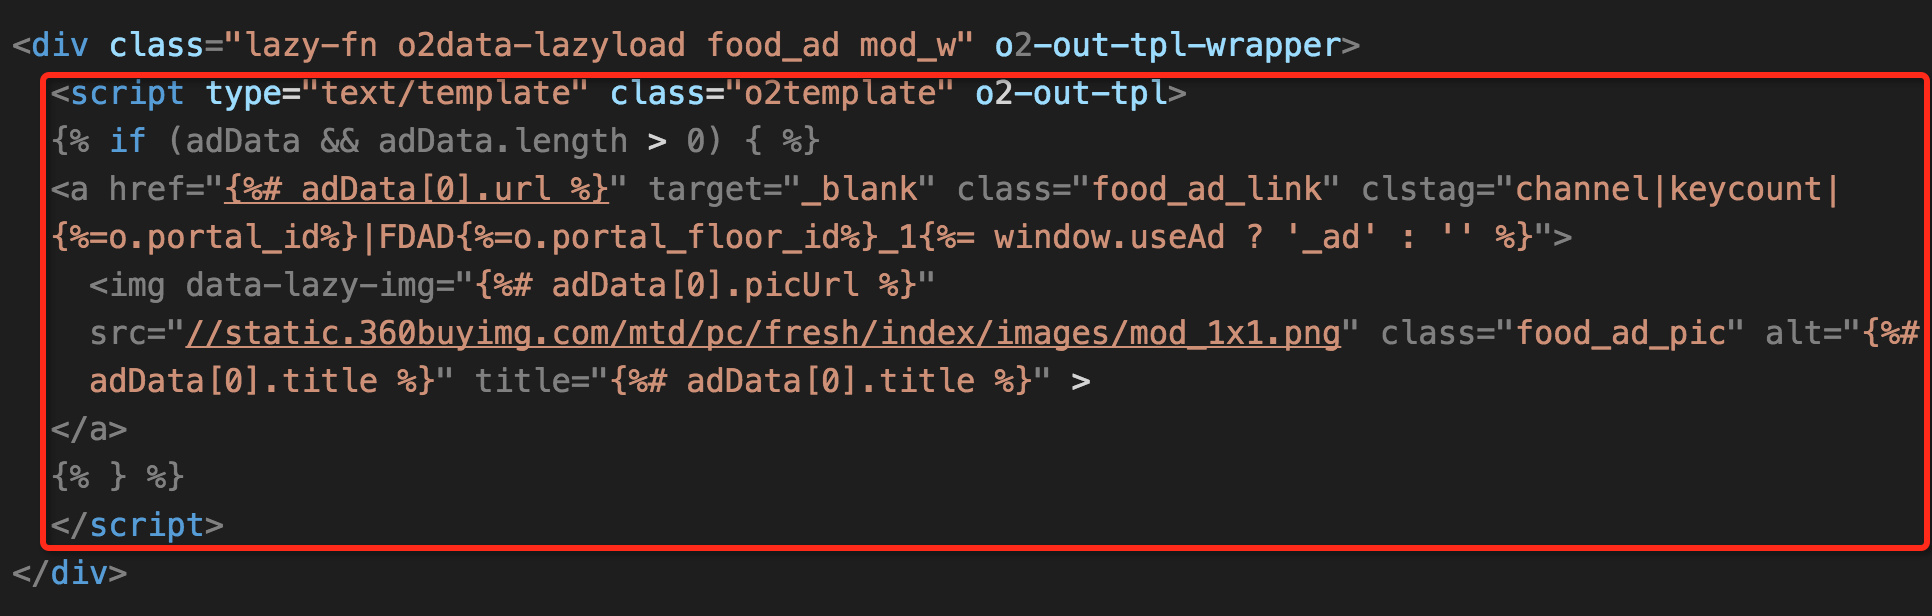 <div class="lazy-fn o2data-lazyload food_ad mod_w" o2-out-tpl-wrapper>
<script type="text/template" class="o2template" o2-out-tpl>
{% if (adData && adData.length > 0) { %}
<a href="{%# adData[0].url %}" target="_blank" class="food_ad_link" clstag="channel|keycount|
{%=o.portal_id%}|FDAD{%=o.portal_floor_id%}_1{%= window.useAd ? '_ad' : '' %}">
<img data-lazy-img="{%# adData[0].picUrl %}"
src="//static.360buyimg.com/mtd/pc/fresh/index/images/mod_1x1.png" class="food_ad_pic" alt="{%#
adData[0].title %}" title="{%# adData[0].title %}" >
</a>
{% } %}
</script>
</div>